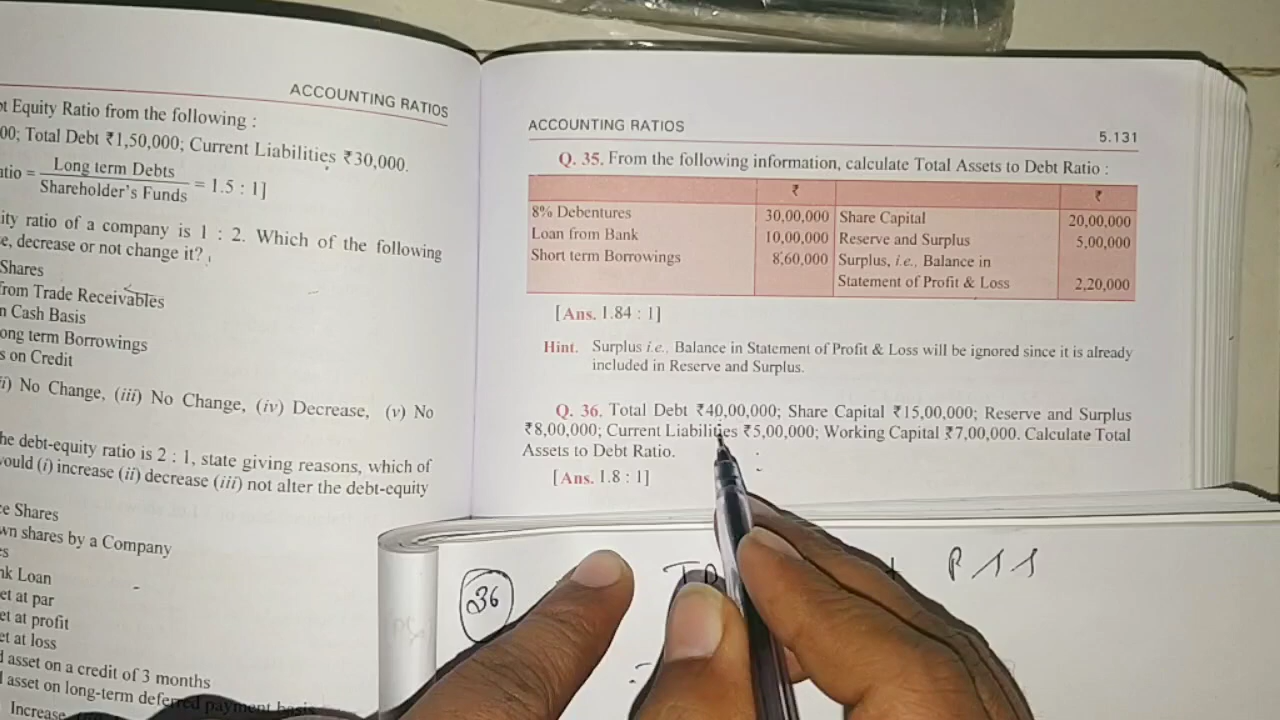 ACCOUNTING RATIOS
Equity Ratio from the following :
00; Total Debt ₹1,50,000; Current Liabilities ₹30,000.
= Long term Debts / Shareholder's Funds = 1.5 : 1]
ratio of a company is 1 : 2. Which of the following
decrease or not change it?
Shares
from Trade Receivables
Cash Basis
term Borrowings
on Credit
No Change, (iii) No Change, (iv) Decrease, (v) No
debt-equity ratio is 2 : 1, state giving reasons, which of
(i) increase (ii) decrease (iii) not alter the debt-equity
Shares
shares by a Company
Loan
at par
at profit
at loss
asset on a credit of 3 months
asset on long-term deferred payment basis
Increase
ACCOUNTING RATIOS
5.131
Q. 35. From the following information, calculate Total Assets to Debt Ratio :
₹ ₹
8% Debentures 30,00,000 Share Capital 20,00,000
Loan from Bank 10,00,000 Reserve and Surplus 5,00,000
Short term Borrowings 8,60,000 Surplus, i.e., Balance in
Statement of Profit & Loss 2,20,000
[Ans. 1.84 : 1]
Hint. Surplus i.e., Balance in Statement of Profit & Loss will be ignored since it is already
included in Reserve and Surplus.
Q. 36. Total Debt ₹40,00,000; Share Capital ₹15,00,000; Reserve and Surplus
₹8,00,000; Current Liabilities ₹5,00,000; Working Capital ₹7,00,000. Calculate Total
Assets to Debt Ratio.
[Ans. 1.8 : 1]
36